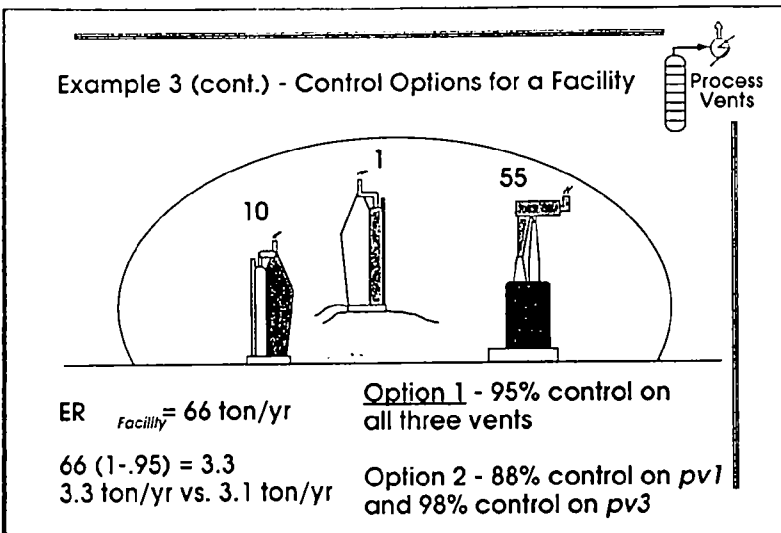 Example 3 (cont.) - Control Options for a Facility
Process
Vents
1
10
55
ER Facility = 66 ton/yr
66 (1-.95) = 3.3
3.3 ton/yr vs. 3.1 ton/yr
Option 1 - 95% control on
all three vents
Option 2 - 88% control on pv1
and 98% control on pv3